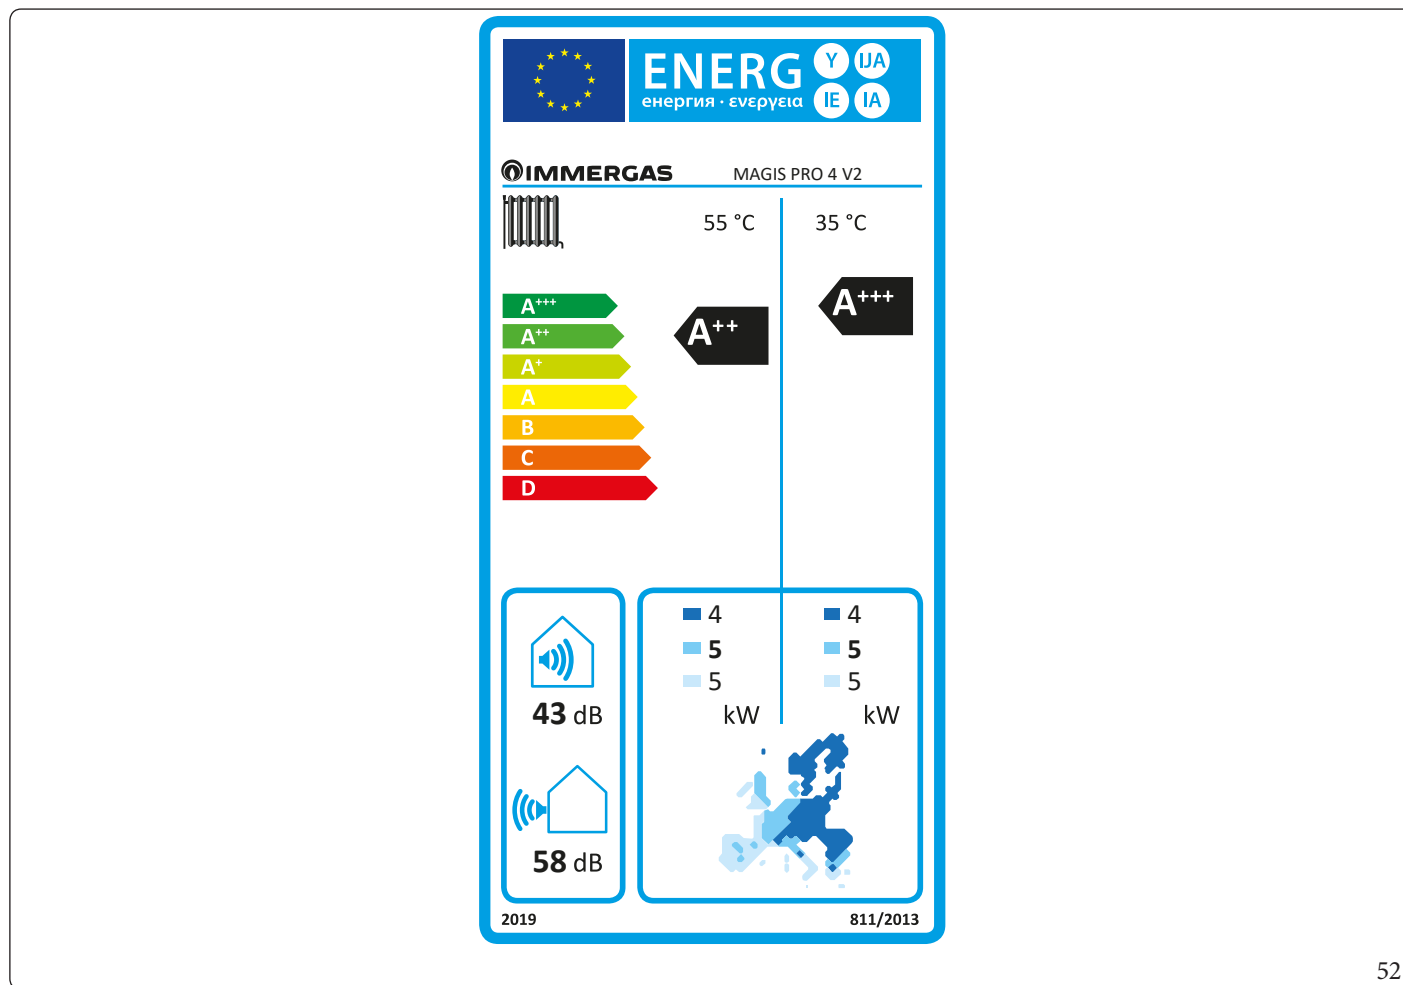 ENERG Y IJA
енергия · ενεργεια IE IA
IMMERGAS MAGIS PRO 4 V2
55 °C 35 °C
A+++
A+++
A++
A++
A+
A
B
C
D
4 4
5 5
5 5
kW kW
43 dB
58 dB
2019 811/2013
52